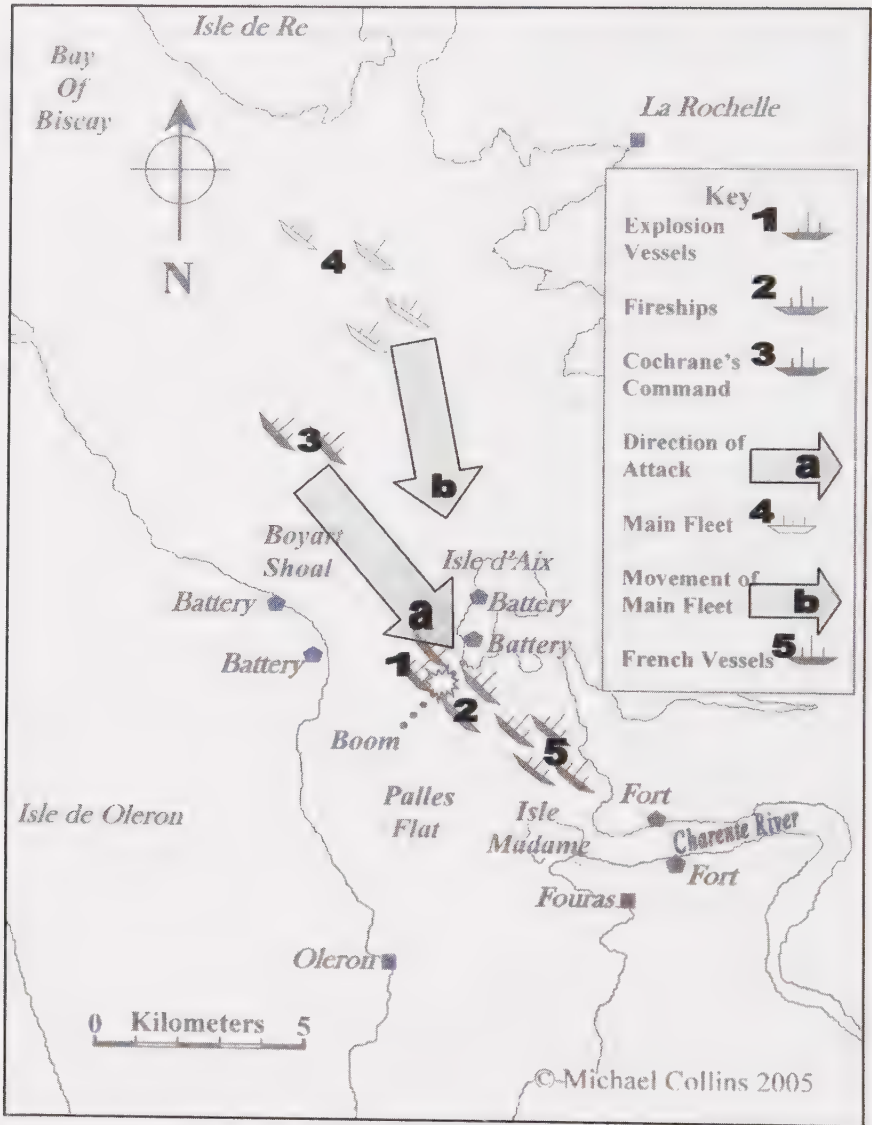 Isle de Re
Bay
Of
Biscay
La Rochelle
N
4
3
b
Boyart
Shoal
Isle d'Aix
Battery
Battery
a
Battery
Battery
1
2
Boom
5
Palles
Flat
Isle
Madame
Isle de Oleron
Fort
Charente River
Fort
Fouras
Oleron
0 Kilometers 5
© Michael Collins 2005
Key
Explosion
Vessels
1
Fireships
2
Cochrane's
Command
3
Direction of
Attack
a
Main Fleet
4
Movement of
Main Fleet
b
French Vessels
5